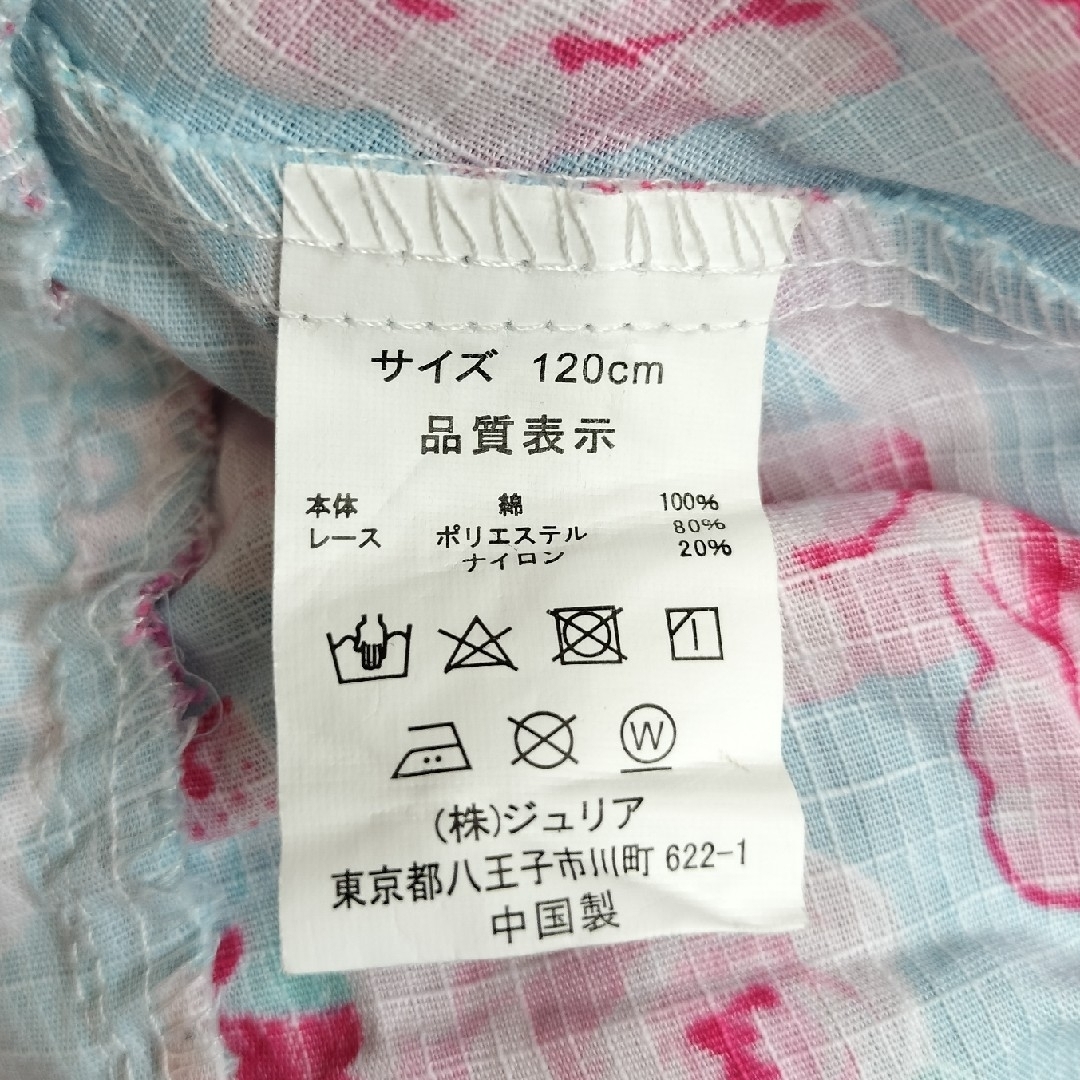 サイズ 120cm
品質表示
本体 綿 100%
レース ポリエステル 80%
ナイロン 20%
W
(株)ジュリア
東京都八王子市川町 622-1
中国製